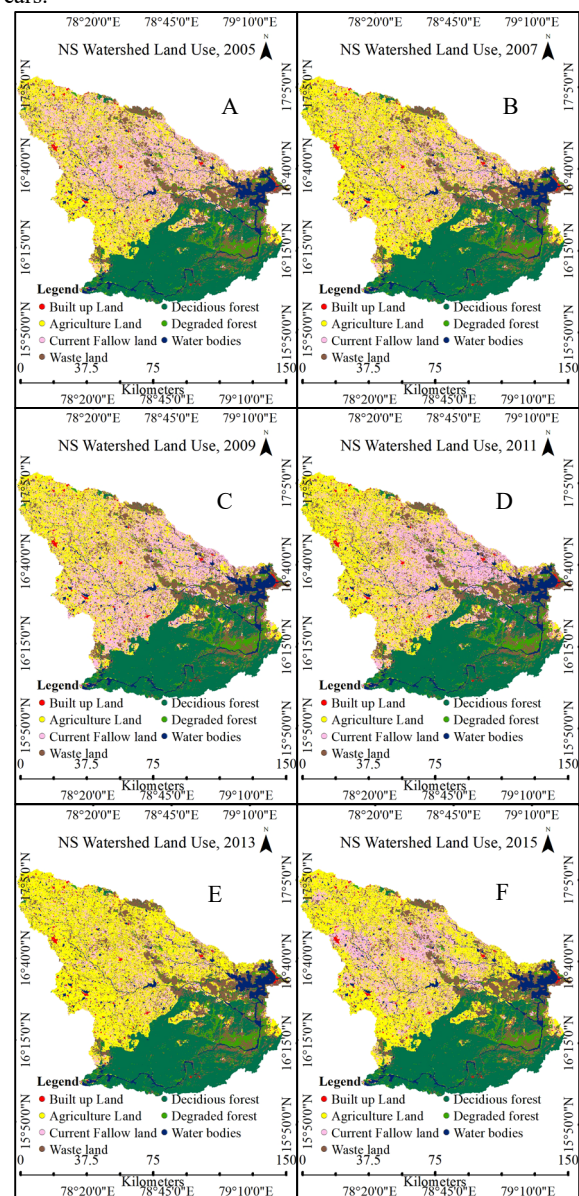 ears.
78°20'0"E 78°45'0"E 79°10'0"E
NS Watershed Land Use, 2005
N
A
17°5'0"N
16°40'0"N
16°15'0"N
15°50'0"N
Legend
Built up Land
Decidious forest
Agriculture Land
Degraded forest
Current Fallow land
Water bodies
Waste land
0 37.5 75 150
Kilometers
78°20'0"E 78°45'0"E 79°10'0"E
NS Watershed Land Use, 2007
N
B
17°5'0"N
16°40'0"N
16°15'0"N
15°50'0"N
Legend
Built up Land
Decidious forest
Agriculture Land
Degraded forest
Current Fallow land
Water bodies
Waste land
0 37.5 75 150
Kilometers
78°20'0"E 78°45'0"E 79°10'0"E
NS Watershed Land Use, 2009
N
C
17°5'0"N
16°40'0"N
16°15'0"N
15°50'0"N
Legend
Built up Land
Decidious forest
Agriculture Land
Degraded forest
Current Fallow land
Water bodies
Waste land
0 37.5 75 150
Kilometers
78°20'0"E 78°45'0"E 79°10'0"E
NS Watershed Land Use, 2011
N
D
17°5'0"N
16°40'0"N
16°15'0"N
15°50'0"N
Legend
Built up Land
Decidious forest
Agriculture Land
Degraded forest
Current Fallow land
Water bodies
Waste land
0 37.5 75 150
Kilometers
78°20'0"E 78°45'0"E 79°10'0"E
NS Watershed Land Use, 2013
N
E
17°5'0"N
16°40'0"N
16°15'0"N
15°50'0"N
Legend
Built up Land
Decidious forest
Agriculture Land
Degraded forest
Current Fallow land
Water bodies
Waste land
0 37.5 75 150
Kilometers
78°20'0"E 78°45'0"E 79°10'0"E
78°20'0"E 78°45'0"E 79°10'0"E
NS Watershed Land Use, 2015
N
F
17°5'0"N
16°40'0"N
16°15'0"N
15°50'0"N
Legend
Built up Land
Decidious forest
Agriculture Land
Degraded forest
Current Fallow land
Water bodies
Waste land
0 37.5 75 150
Kilometers
78°20'0"E 78°45'0"E 79°10'0"E